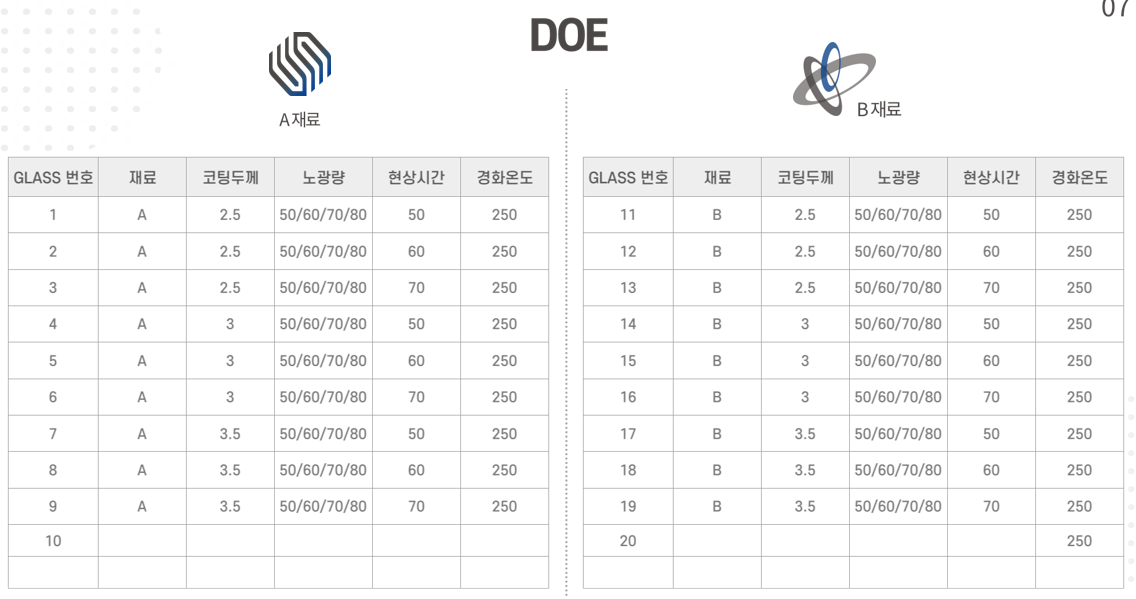 07
DOE
A 재료
B 재료
GLASS 번호 재료 코팅두께 노광량 현상시간 경화온도
1 A 2.5 50/60/70/80 50 250
2 A 2.5 50/60/70/80 60 250
3 A 2.5 50/60/70/80 70 250
4 A 3 50/60/70/80 50 250
5 A 3 50/60/70/80 60 250
6 A 3 50/60/70/80 70 250
7 A 3.5 50/60/70/80 50 250
8 A 3.5 50/60/70/80 60 250
9 A 3.5 50/60/70/80 70 250
10
GLASS 번호 재료 코팅두께 노광량 현상시간 경화온도
11 B 2.5 50/60/70/80 50 250
12 B 2.5 50/60/70/80 60 250
13 B 2.5 50/60/70/80 70 250
14 B 3 50/60/70/80 50 250
15 B 3 50/60/70/80 60 250
16 B 3 50/60/70/80 70 250
17 B 3.5 50/60/70/80 50 250
18 B 3.5 50/60/70/80 60 250
19 B 3.5 50/60/70/80 70 250
20 250